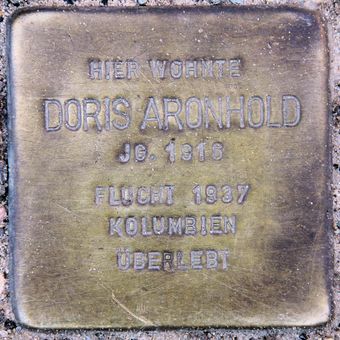 HIER WOHNTE
DORIS ARONHOLD
JG. 1916
FLUCHT 1937
KOLUMBIEN
ÜBERLEBT